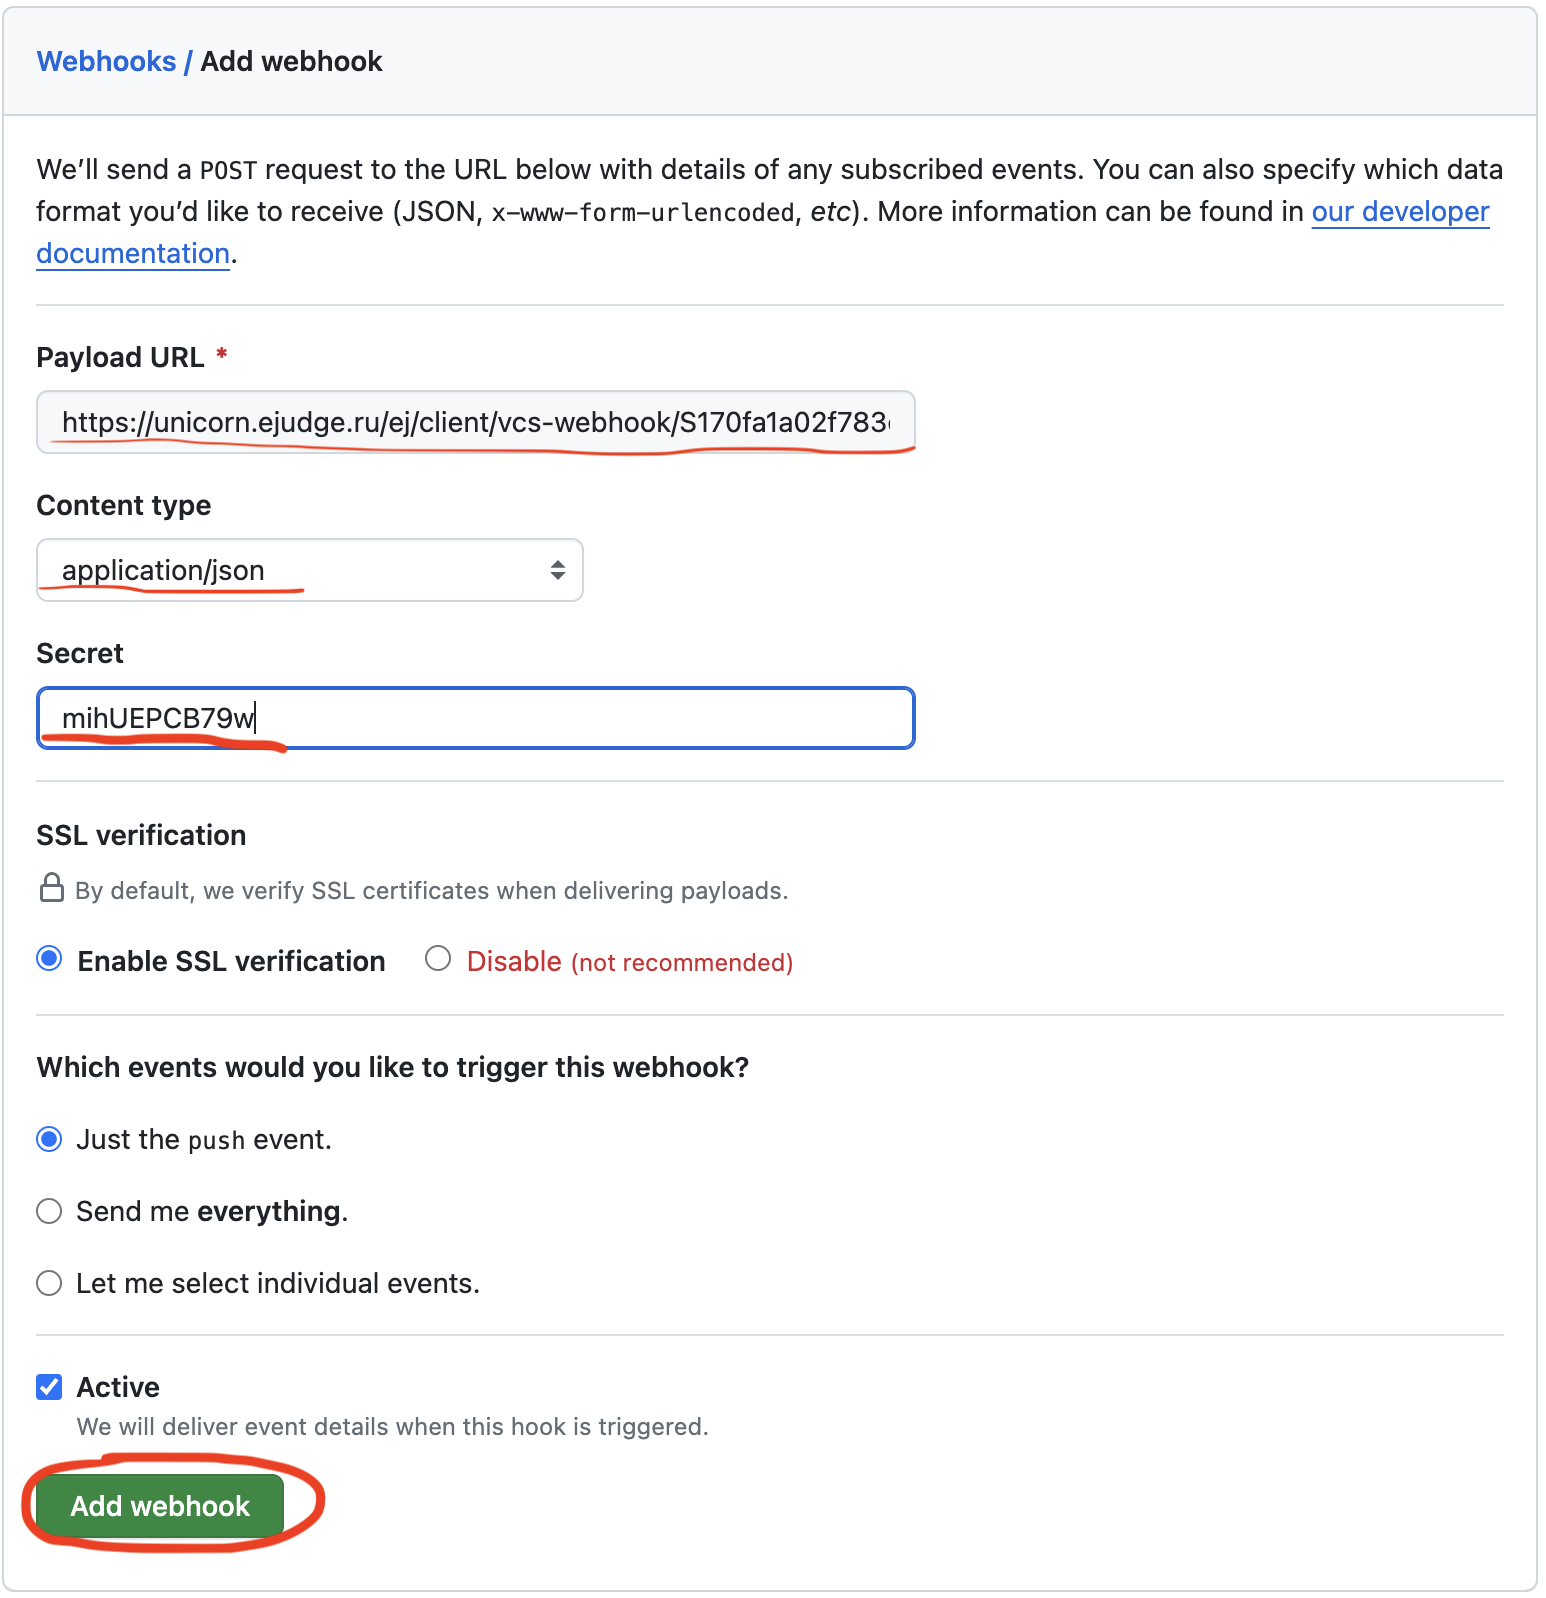 Webhooks / Add webhook
We’ll send a POST request to the URL below with details of any subscribed events. You can also specify which data
format you’d like to receive (JSON, x-www-form-urlencoded, etc). More information can be found in our developer
documentation.
Payload URL *
https://unicorn.ejudge.ru/ej/client/vcs-webhook/S170fa1a02f783
Content type
application/json
Secret
mihUEPCB79w
SSL verification
By default, we verify SSL certificates when delivering payloads.
Enable SSL verification Disable (not recommended)
Which events would you like to trigger this webhook?
Just the push event.
Send me everything.
Let me select individual events.
Active
We will deliver event details when this hook is triggered.
Add webhook